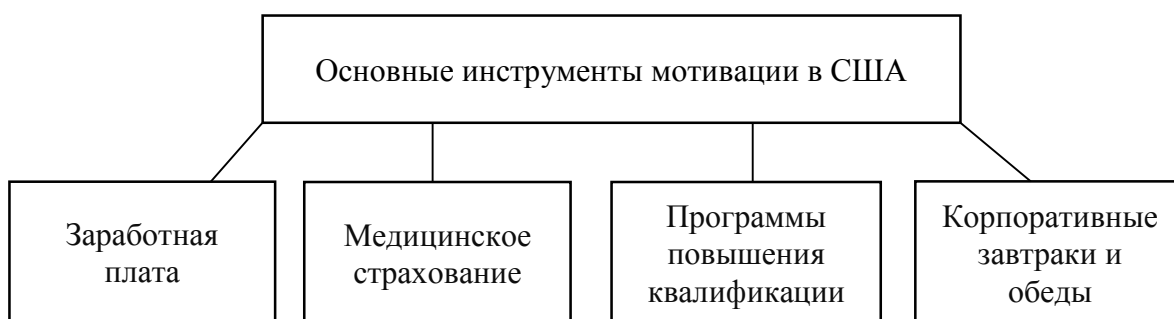 Основные инструменты мотивации в США
Заработная
плата
Медицинское
страхование
Программы
повышения
квалификации
Корпоративные
завтраки и
обеды